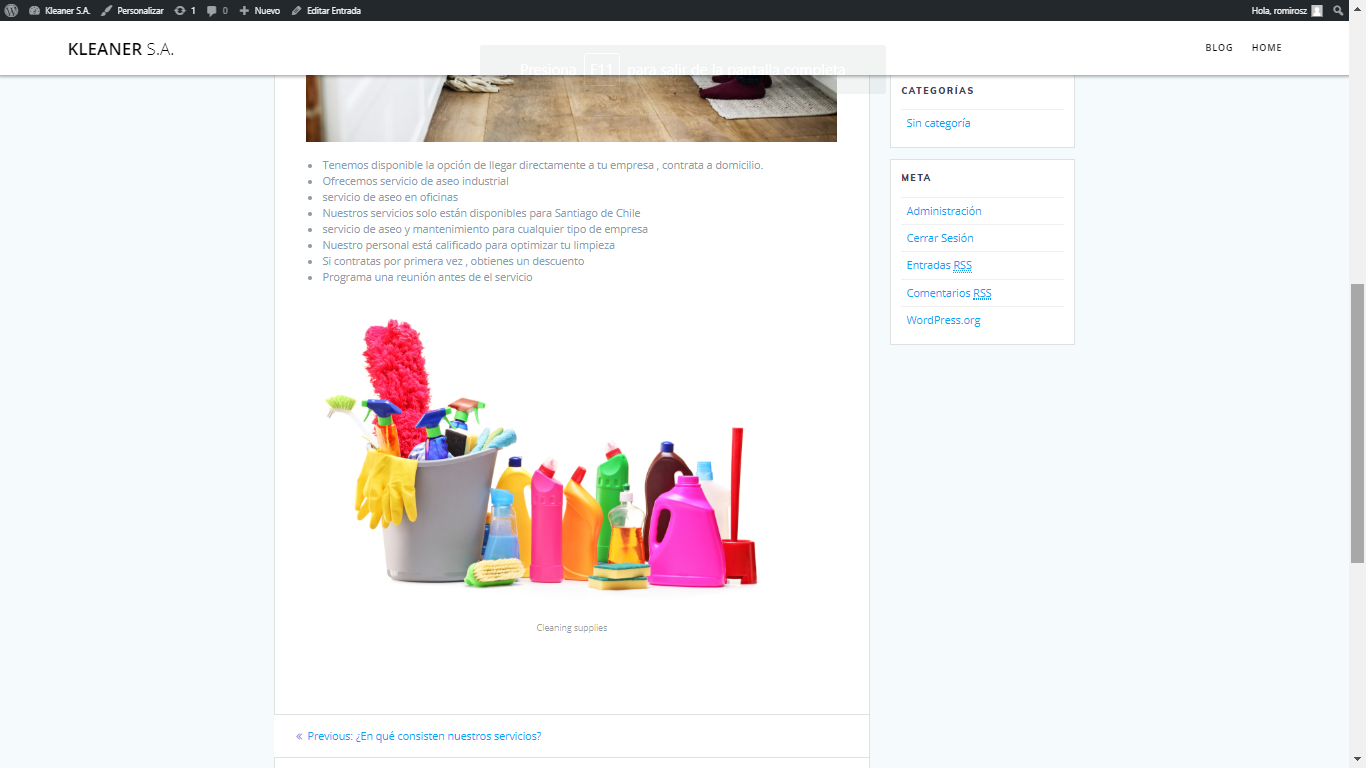 Kleaner S.A. Personalizar 1 0 Nuevo Editar Entrada Hola, romirosz
KLEANER S.A. BLOG HOME
Presiona F11 para salir de la pantalla completa
Tenemos disponible la opción de llegar directamente a tu empresa , contrata a domicilio.
Ofrecemos servicio de aseo industrial
servicio de aseo en oficinas
Nuestros servicios solo están disponibles para Santiago de Chile
servicio de aseo y mantenimiento para cualquier tipo de empresa
Nuestro personal está calificado para optimizar tu limpieza
Si contratas por primera vez , obtienes un descuento
Programa una reunión antes de el servicio
Cleaning supplies
« Previous: ¿En qué consisten nuestros servicios?
CATEGORÍAS
Sin categoría
META
Administración
Cerrar Sesión
Entradas RSS
Comentarios RSS
WordPress.org